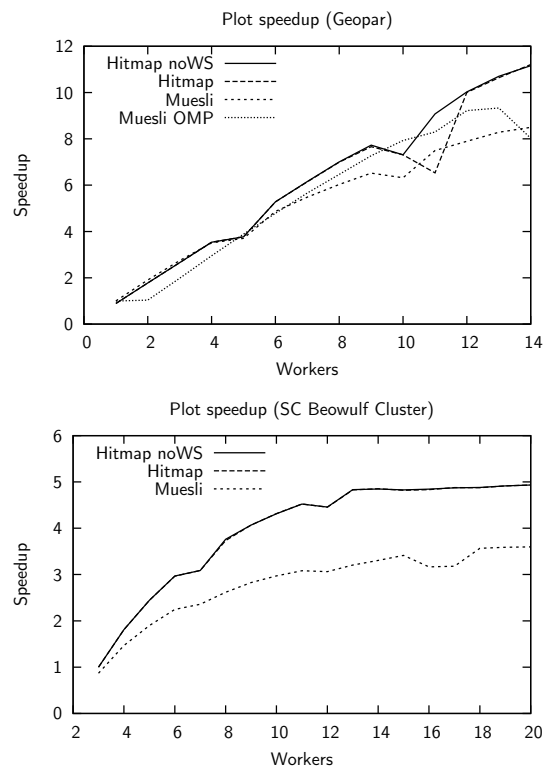 Plot speedup (Geopar)
12
10
8
6
4
2
0
Speedup
Hitmap noWS
Hitmap
Muesli
Muesli OMP
0 2 4 6 8 10 12 14
Workers
Plot speedup (SC Beowulf Cluster)
6
5
4
3
2
1
0
Speedup
Hitmap noWS
Hitmap
Muesli
2 4 6 8 10 12 14 16 18 20
Workers